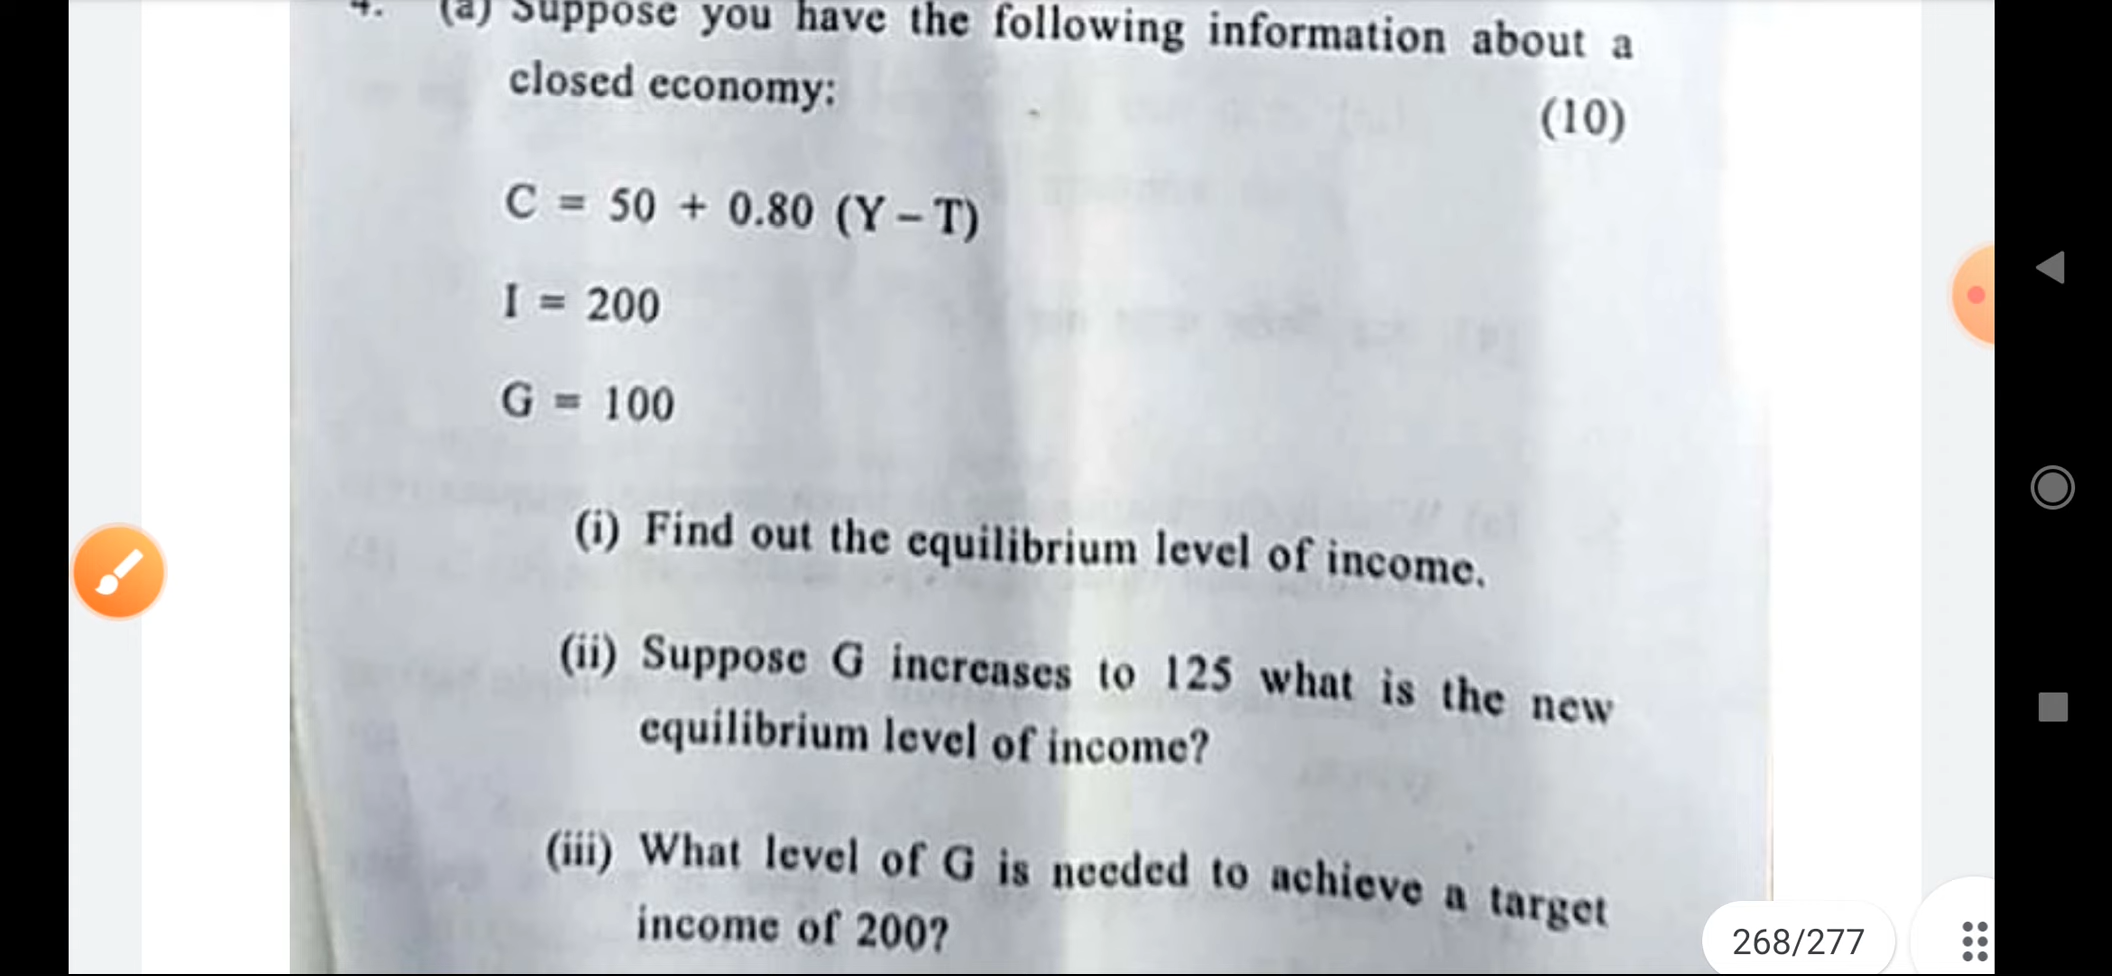 4. (a) Suppose you have the following information about a
closed economy:
(10)
C = 50 + 0.80 (Y – T)
I = 200
G = 100
(i) Find out the equilibrium level of income.
(ii) Suppose G increases to 125 what is the new
equilibrium level of income?
(iii) What level of G is needed to achieve a target
income of 200?
268/277